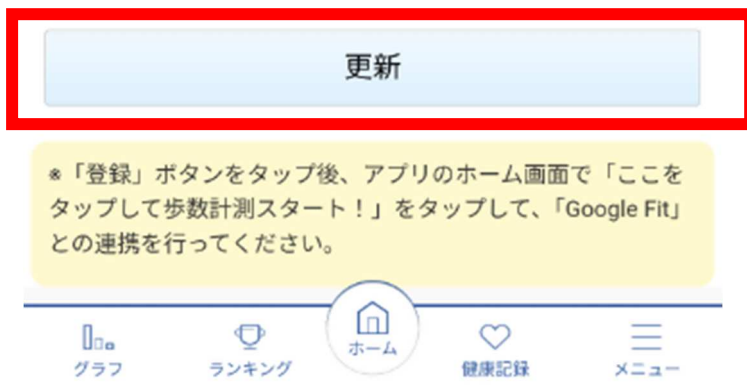 更新
※「登録」ボタンをタップ後、アプリのホーム画面で「ここを
タップして歩数計測スタート！」をタップして、「Google Fit」
との連携を行ってください。
グラフ
ランキング
ホーム
健康記録
メニュー